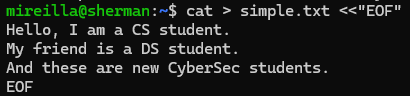 mireilla@sherman:~$ cat > simple.txt <<"EOF"
Hello, I am a CS student.
My friend is a DS student.
And these are new CyberSec students.
EOF